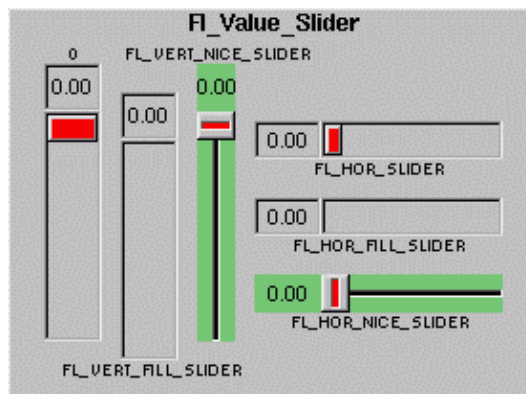 Fl_Value_Slider
0
FL_VERT_NICE_SLIDER
0.00
0.00
0.00
0.00
FL_HOR_SLIDER
0.00
FL_HOR_FILL_SLIDER
0.00
FL_HOR_NICE_SLIDER
FL_VERT_FILL_SLIDER